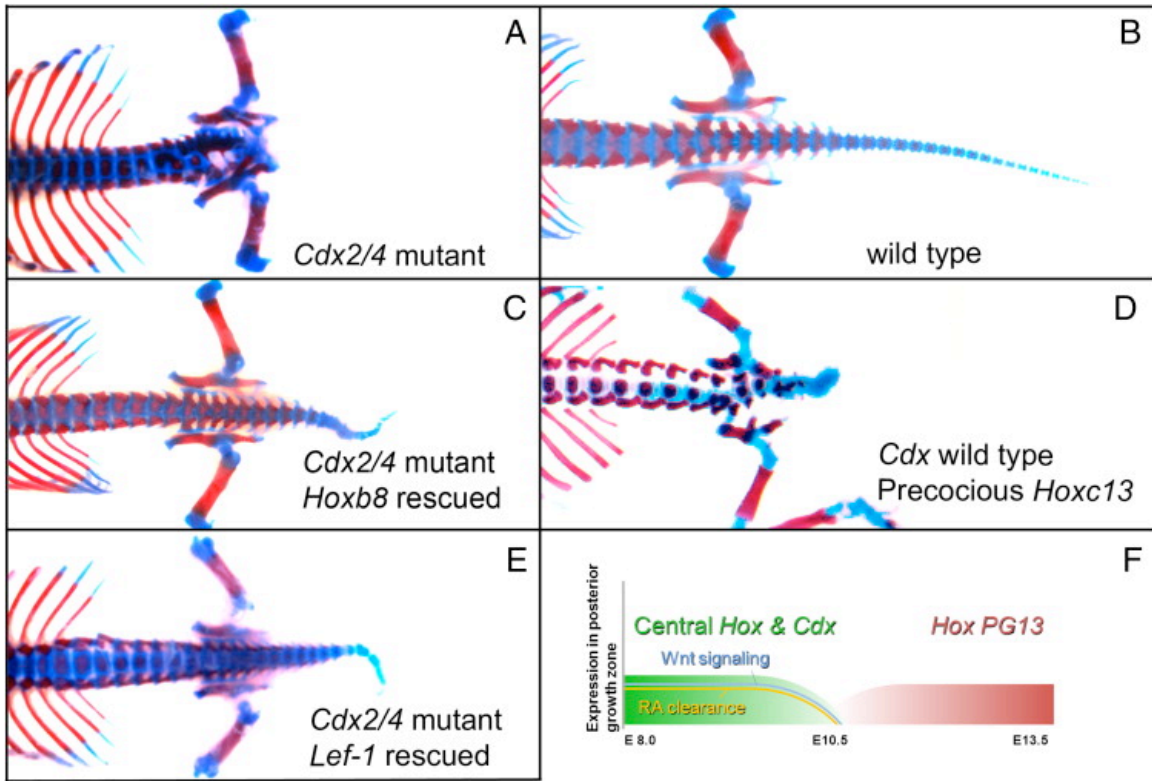 A
Cdx2/4 mutant
B
wild type
C
Cdx2/4 mutant
Hoxb8 rescued
D
Cdx wild type
Precocious Hoxc13
E
Cdx2/4 mutant
Lef-1 rescued
F
Expression in posterior
growth zone
Central Hox & Cdx
Hox PG13
Wnt signaling
RA clearance
E 8.0
E10.5
E13.5